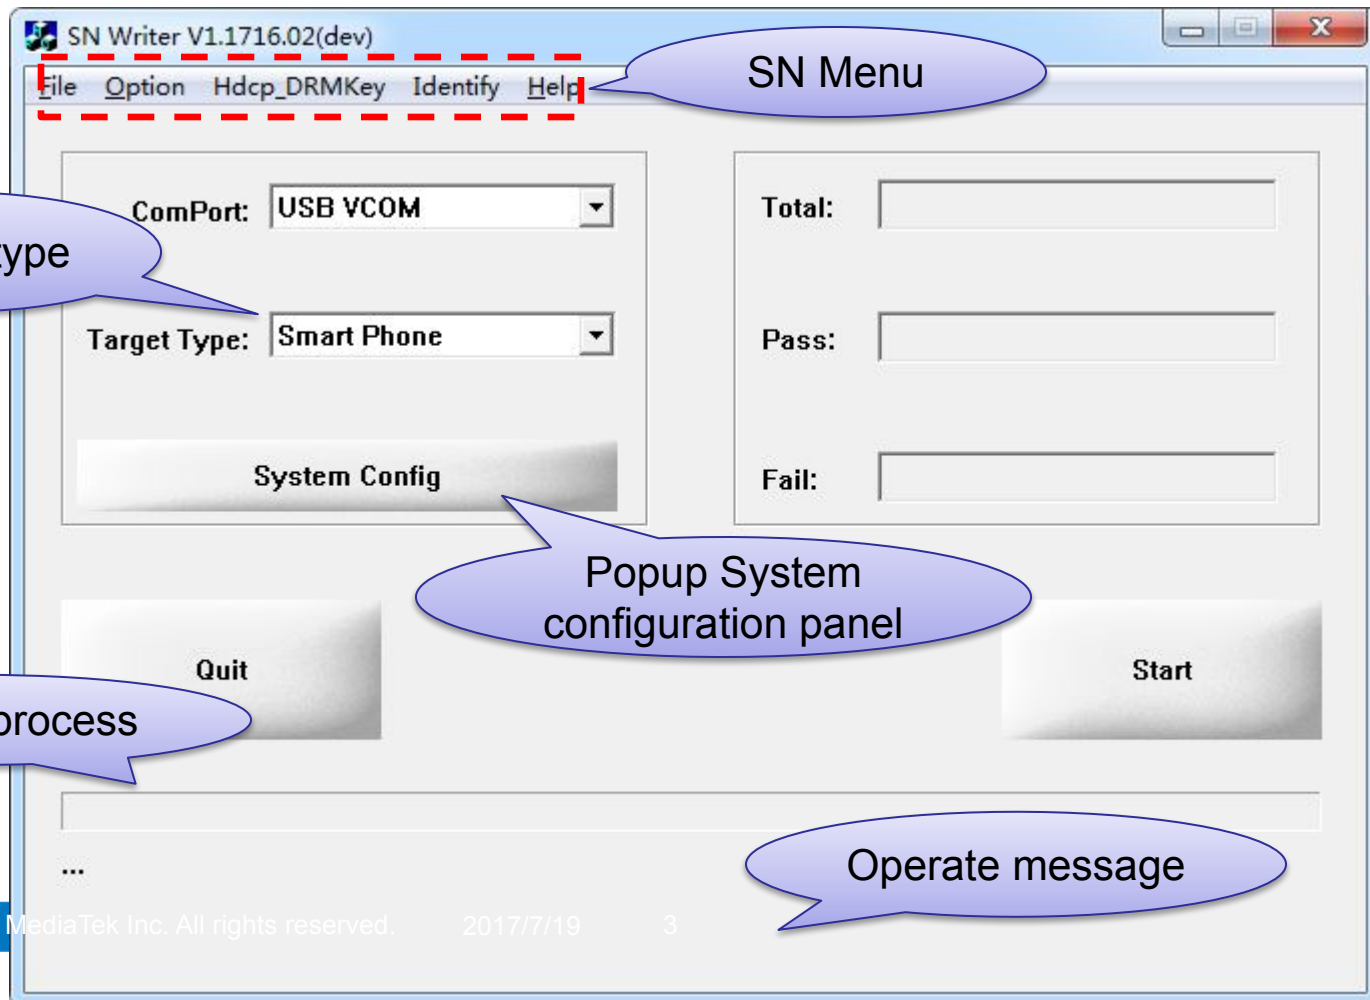 SN Writer V1.1716.02(dev)
SN Menu
File Option Hdcp_DRMKey Identify Help
ComPort: USB VCOM
Total:
type
Target Type: Smart Phone
Pass:
System Config
Fail:
Popup System
configuration panel
Quit
Start
process
Operate message
...
MediaTek Inc. All rights reserved. 2017/7/19 3